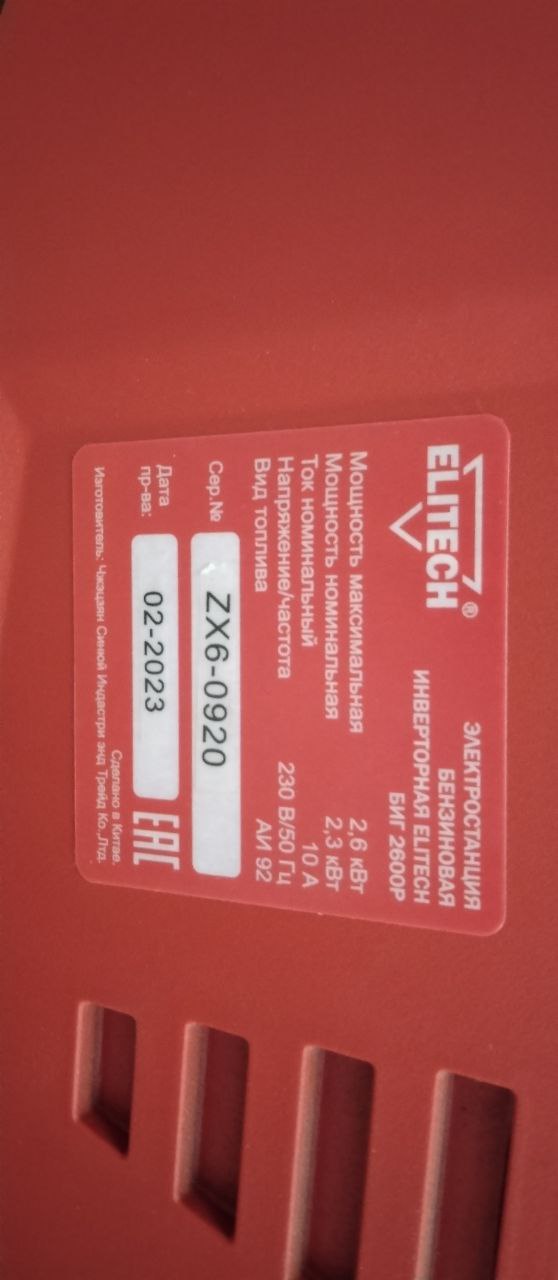 ELITECH®
ЭЛЕКТРОСТАНЦИЯ
БЕНЗИНОВАЯ
ИНВЕРТОРНАЯ ELITECH
БИГ 2600Р
Мощность максимальная 2,6 кВт
Мощность номинальная 2,3 кВт
Ток номинальный 10 А
Напряжение/частота 230 В/50 Гц
Вид топлива АИ 92
Сер.№ ZX6-0920
Дата
пр-ва: 02-2023
EAC
Сделано в Китае.
Изготовитель: Чжэцзян Синюй Индастри энд Трейд Ко.,Лтд.